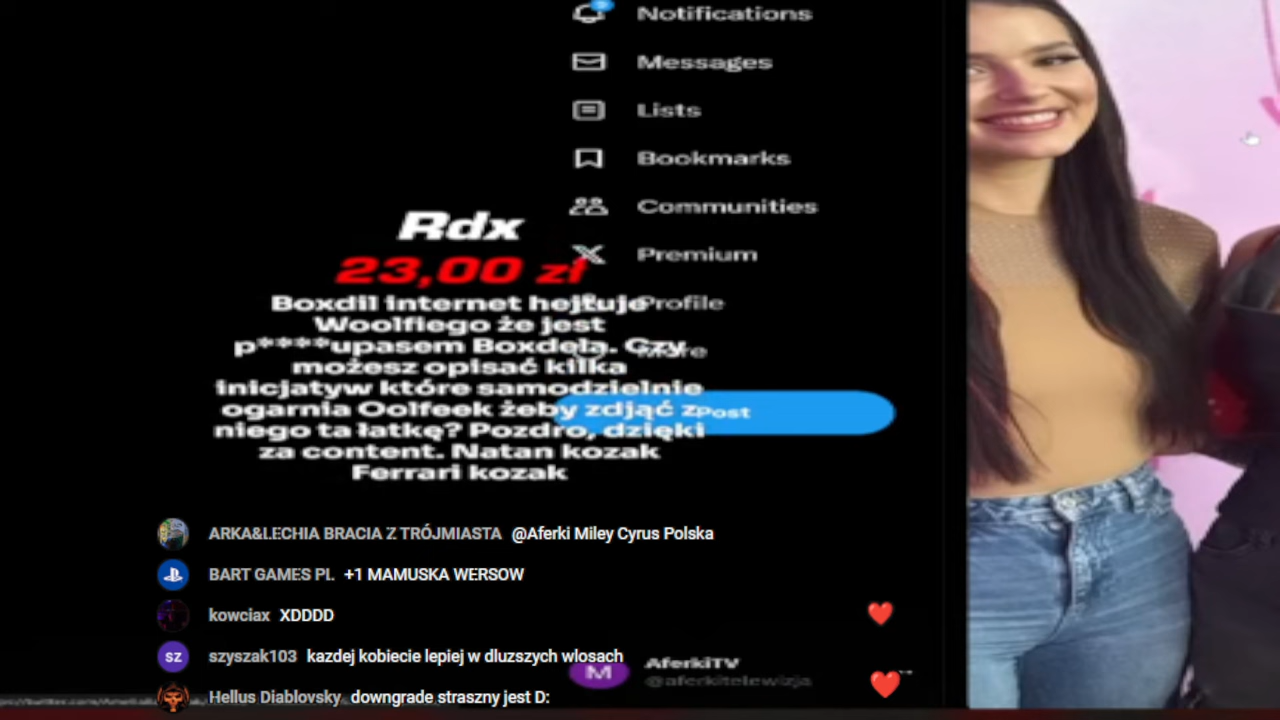 Notifications
Messages
Lists
Bookmarks
Communities
Premium
Profile
More
Post
Rdx
23,00 zł
Boxdil internet hejtuje
Woolfiego że jest
p****upasem Boxdela. Czy
możesz opisać kilka
inicjatyw które samodzielnie
ogarnia Oolfeek żeby zdjąć z
niego ta łatkę? Pozdro, dzięki
za content. Natan kozak
Ferrari kozak
ARKA&LECHIA BRACIA Z TRÓJMIASTA @Aferki Miley Cyrus Polska
BART GAMES PL +1 MAMUSKA WERSOW
kowciax XDDDD
SZ szyszak103 kazdej kobiecie lepiej w dluzszych wlosach
Hellus Diablovsky downgrade straszny jest D:
M AferkiTV
@aferkitelewizja